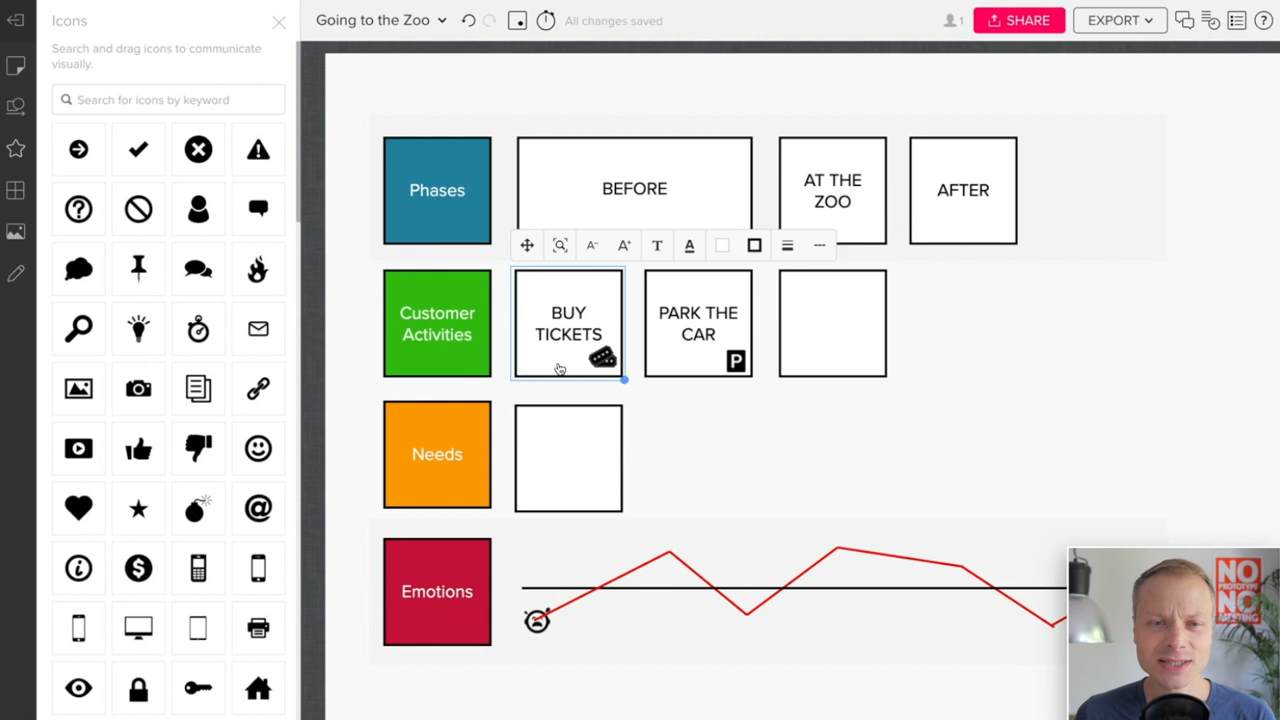 Icons
Search and drag icons to communicate
visually.
Search for icons by keyword
Going to the Zoo
All changes saved
1
SHARE
EXPORT
Phases
BEFORE
AT THE
ZOO
AFTER
A-
A+
T
A
Customer
Activities
BUY
TICKETS
PARK THE
CAR
P
Needs
Emotions
NO
PROTOTYPE
NO
MEETING